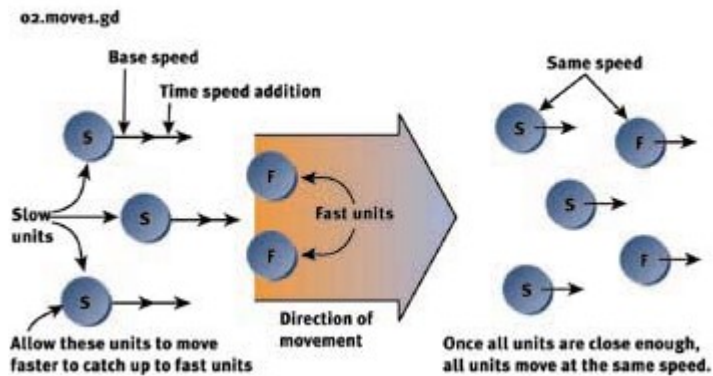 02.move1.gd
Base speed
Time speed addition
S
S
S
Slow
units
F
F
Fast units
Direction of
movement
Allow these units to move
faster to catch up to fast units
Same speed
S
F
S
F
S
Once all units are close enough,
all units move at the same speed.